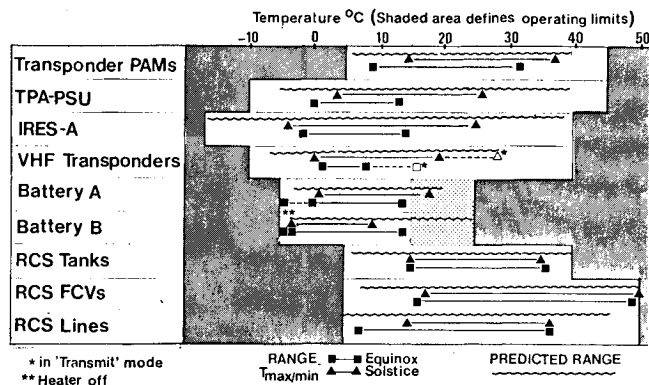 Temperature °C (Shaded area defines operating limits)
-10 0 10 20 30 40 50
Transponder PAMs
TPA-PSU
IRES-A
VHF Transponders
*
*
Battery A
**
Battery B
RCS Tanks
RCS FCVs
RCS Lines
* in 'Transmit' mode
** Heater off
RANGE Equinox
Tmax/min Solstice
PREDICTED RANGE